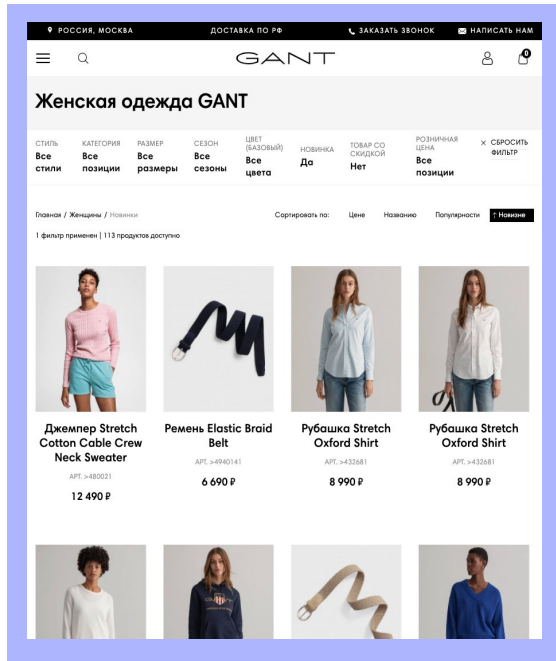 РОССИЯ, МОСКВА ДОСТАВКА ПО РФ ЗАКАЗАТЬ ЗВОНОК НАПИСАТЬ НАМ
GANT 0
Женская одежда GANT
СТИЛЬ
Все
стили
КАТЕГОРИЯ
Все
позиции
РАЗМЕР
Все
размеры
СЕЗОН
Все
сезоны
ЦВЕТ
(БАЗОВЫЙ)
Все
цвета
НОВИНКА
Да
ТОВАР СО
СКИДКОЙ
Нет
РОЗНИЧНАЯ
ЦЕНА
Все
позиции
× СБРОСИТЬ
ФИЛЬТР
Главная / Женщины / Новинки Сортировать по: Цене Названию Популярности ↑ Новизне
1 фильтр применен | 113 продуктов доступно
Джемпер Stretch
Cotton Cable Crew
Neck Sweater
АРТ. >480021
12 490 ₽
Ремень Elastic Braid
Belt
АРТ. >4940141
6 690 ₽
Рубашка Stretch
Oxford Shirt
АРТ. >432681
8 990 ₽
Рубашка Stretch
Oxford Shirt
АРТ. >432681
8 990 ₽